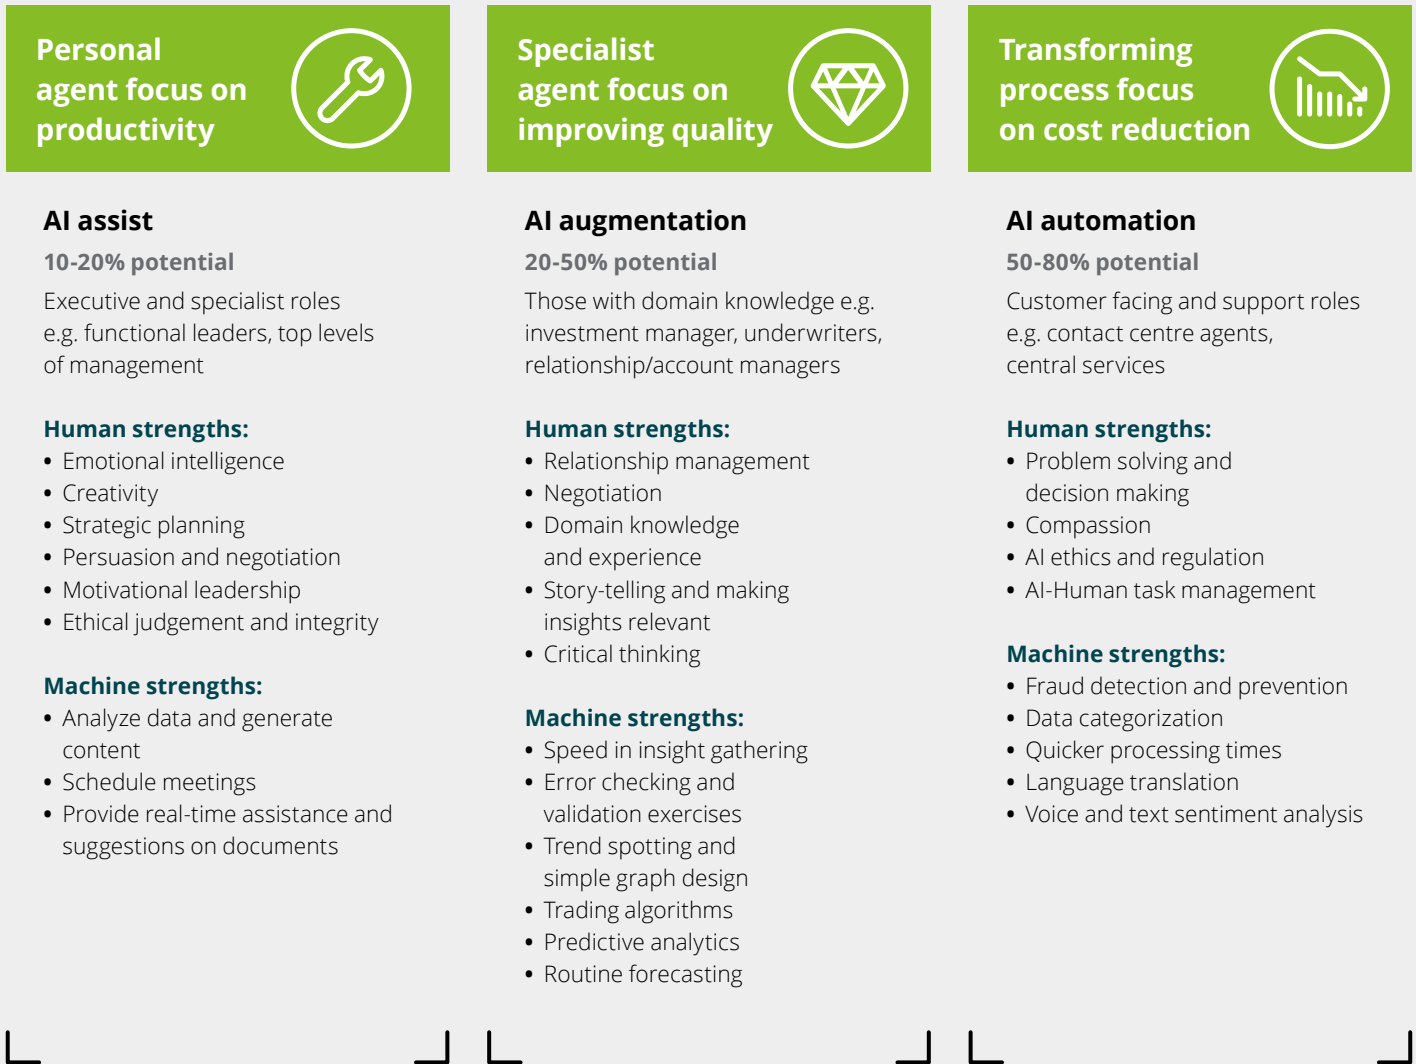 Personal
agent focus on
productivity
AI assist
10-20% potential
Executive and specialist roles
e.g. functional leaders, top levels
of management
Human strengths:
• Emotional intelligence
• Creativity
• Strategic planning
• Persuasion and negotiation
• Motivational leadership
• Ethical judgement and integrity
Machine strengths:
• Analyze data and generate
content
• Schedule meetings
• Provide real-time assistance and
suggestions on documents
Specialist
agent focus on
improving quality
AI augmentation
20-50% potential
Those with domain knowledge e.g.
investment manager, underwriters,
relationship/account managers
Human strengths:
• Relationship management
• Negotiation
• Domain knowledge
and experience
• Story-telling and making
insights relevant
• Critical thinking
Machine strengths:
• Speed in insight gathering
• Error checking and
validation exercises
• Trend spotting and
simple graph design
• Trading algorithms
• Predictive analytics
• Routine forecasting
Transforming
process focus
on cost reduction
AI automation
50-80% potential
Customer facing and support roles
e.g. contact centre agents,
central services
Human strengths:
• Problem solving and
decision making
• Compassion
• AI ethics and regulation
• AI-Human task management
Machine strengths:
• Fraud detection and prevention
• Data categorization
• Quicker processing times
• Language translation
• Voice and text sentiment analysis